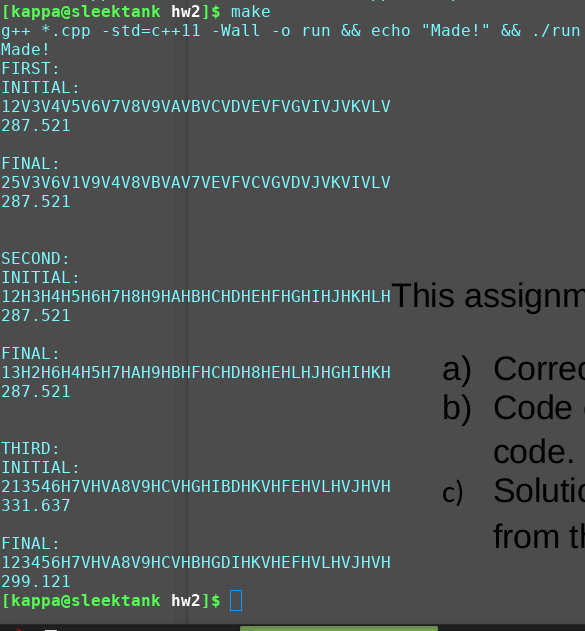 [kappa@sleektank hw2]$ make
g++ *.cpp -std=c++11 -Wall -o run && echo "Made!" && ./run
Made!
FIRST:
INITIAL:
12V3V4V5V6V7V8V9VAVBVCVDVEVFVGVIVJVKVLV
287.521
FINAL:
25V3V6V1V9V4V8VBVAV7VEVFVCVGVDVJVKVIVLV
287.521
SECOND:
INITIAL:
12H3H4H5H6H7H8H9HAHBHCHDHEHFHGHIHJHKHLH
287.521
FINAL:
13H2H6H4H5H7HAH9HBHFHCHDH8HEHLHJHGHIHKH
287.521
THIRD:
INITIAL:
213546H7VHVA8V9HCVHGHIBDHKVHFEHVLHVJHVH
331.637
FINAL:
123456H7VHVA8V9HCVHBHGDIHKVHEFHVLHVJHVH
299.121
[kappa@sleektank hw2]$
This assignm
a) Correc
b) Code
code.
c) Solutio
from th